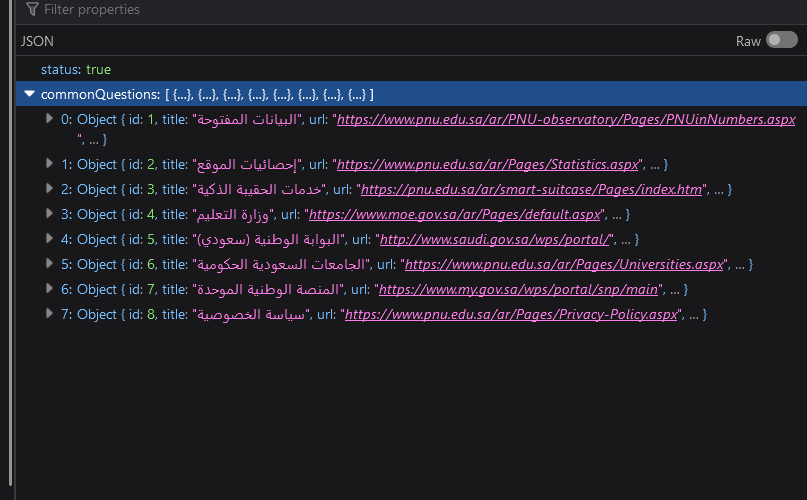 Filter properties
JSON
Raw
status: true
commonQuestions: [ {…}, {…}, {…}, {…}, {…}, {…}, {…}, {…} ]
0: Object { id: 1, title: "البيانات المفتوحة", url: "https://www.pnu.edu.sa/ar/PNU-observatory/Pages/PNUinNumbers.aspx
", … }
1: Object { id: 2, title: "إحصائيات الموقع", url: "https://www.pnu.edu.sa/ar/Pages/Statistics.aspx", … }
2: Object { id: 3, title: "خدمات الحقيبة الذكية", url: "https://pnu.edu.sa/ar/smart-suitcase/Pages/index.htm", … }
3: Object { id: 4, title: "وزارة التعليم", url: "https://www.moe.gov.sa/ar/Pages/default.aspx", … }
4: Object { id: 5, title: "البوابة الوطنية (سعودي)", url: "http://www.saudi.gov.sa/wps/portal/", … }
5: Object { id: 6, title: "الجامعات السعودية الحكومية", url: "https://www.pnu.edu.sa/ar/Pages/Universities.aspx", … }
6: Object { id: 7, title: "المنصة الوطنية الموحدة", url: "https://www.my.gov.sa/wps/portal/snp/main", … }
7: Object { id: 8, title: "سياسة الخصوصية", url: "https://www.pnu.edu.sa/ar/Pages/Privacy-Policy.aspx", … }